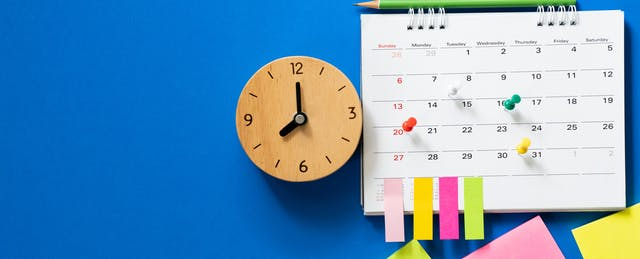 12
9 3
6
Sunday Monday Tuesday Wednesday Thursday Friday Saturday
28 29 1 2 3 4 5
6 7 8 9 10 11 12
13 14 15 16 17 18 19
20 21 22 23 24 25 26
27 28 29 30 31 1 2